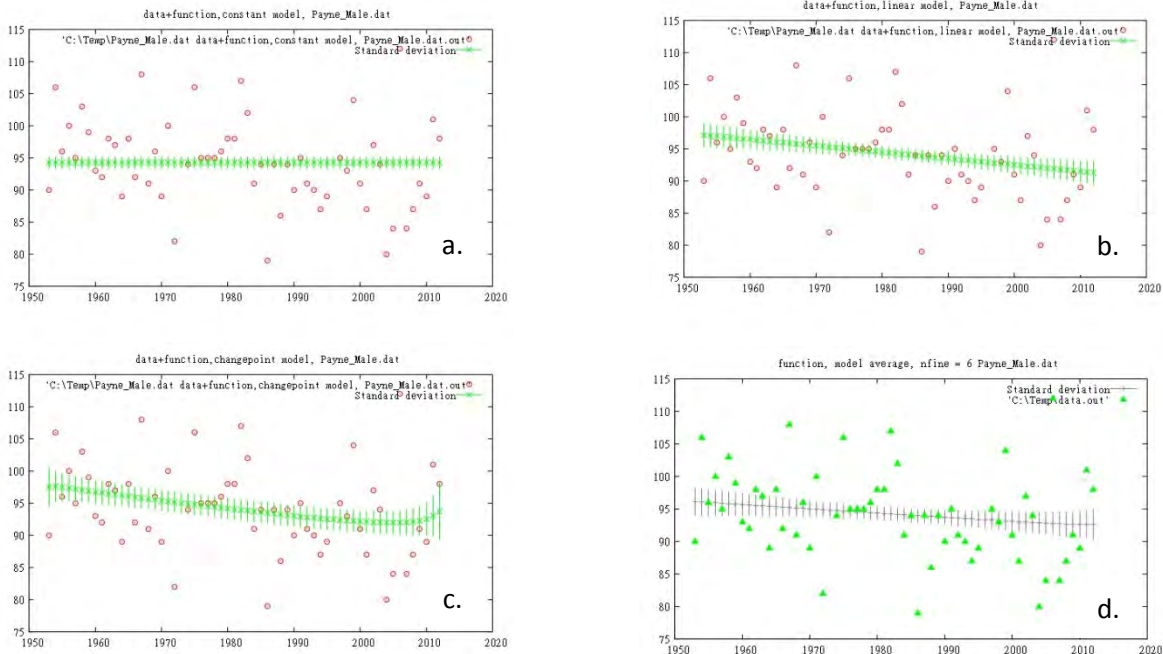 data+function,constant model, Payne_Male.dat
115
'C:\Temp\Payne_Male.dat data+function,constant model, Payne_Male.dat.out'
Standard deviation
110
105
100
95
90
85
80
75
1950 1960 1970 1980 1990 2000 2010 2020
a.
data+function,linear model, Payne_Male.dat
115
'C:\Temp\Payne_Male.dat data+function,linear model, Payne_Male.dat.out'
Standard deviation
110
105
100
95
90
85
80
75
1950 1960 1970 1980 1990 2000 2010 2020
b.
data+function,changepoint model, Payne_Male.dat
115
'C:\Temp\Payne_Male.dat data+function,changepoint model, Payne_Male.dat.out'
Standard deviation
110
105
100
95
90
85
80
75
1950 1960 1970 1980 1990 2000 2010 2020
c.
function, model average, nfine = 6 Payne_Male.dat
115
Standard deviation
'C:\Temp\data.out'
110
105
100
95
90
85
80
75
1950 1960 1970 1980 1990 2000 2010 2020
d.